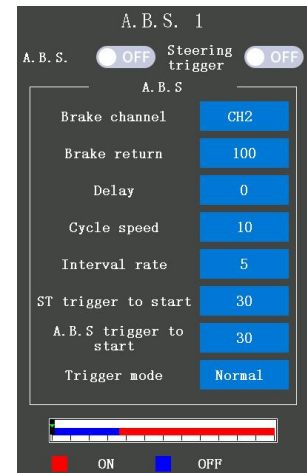 A.B.S. 1
A.B.S. OFF Steering trigger OFF
A.B.S
Brake channel CH2
Brake return 100
Delay 0
Cycle speed 10
Interval rate 5
ST trigger to start 30
A.B.S trigger to start 30
Trigger mode Normal
ON OFF